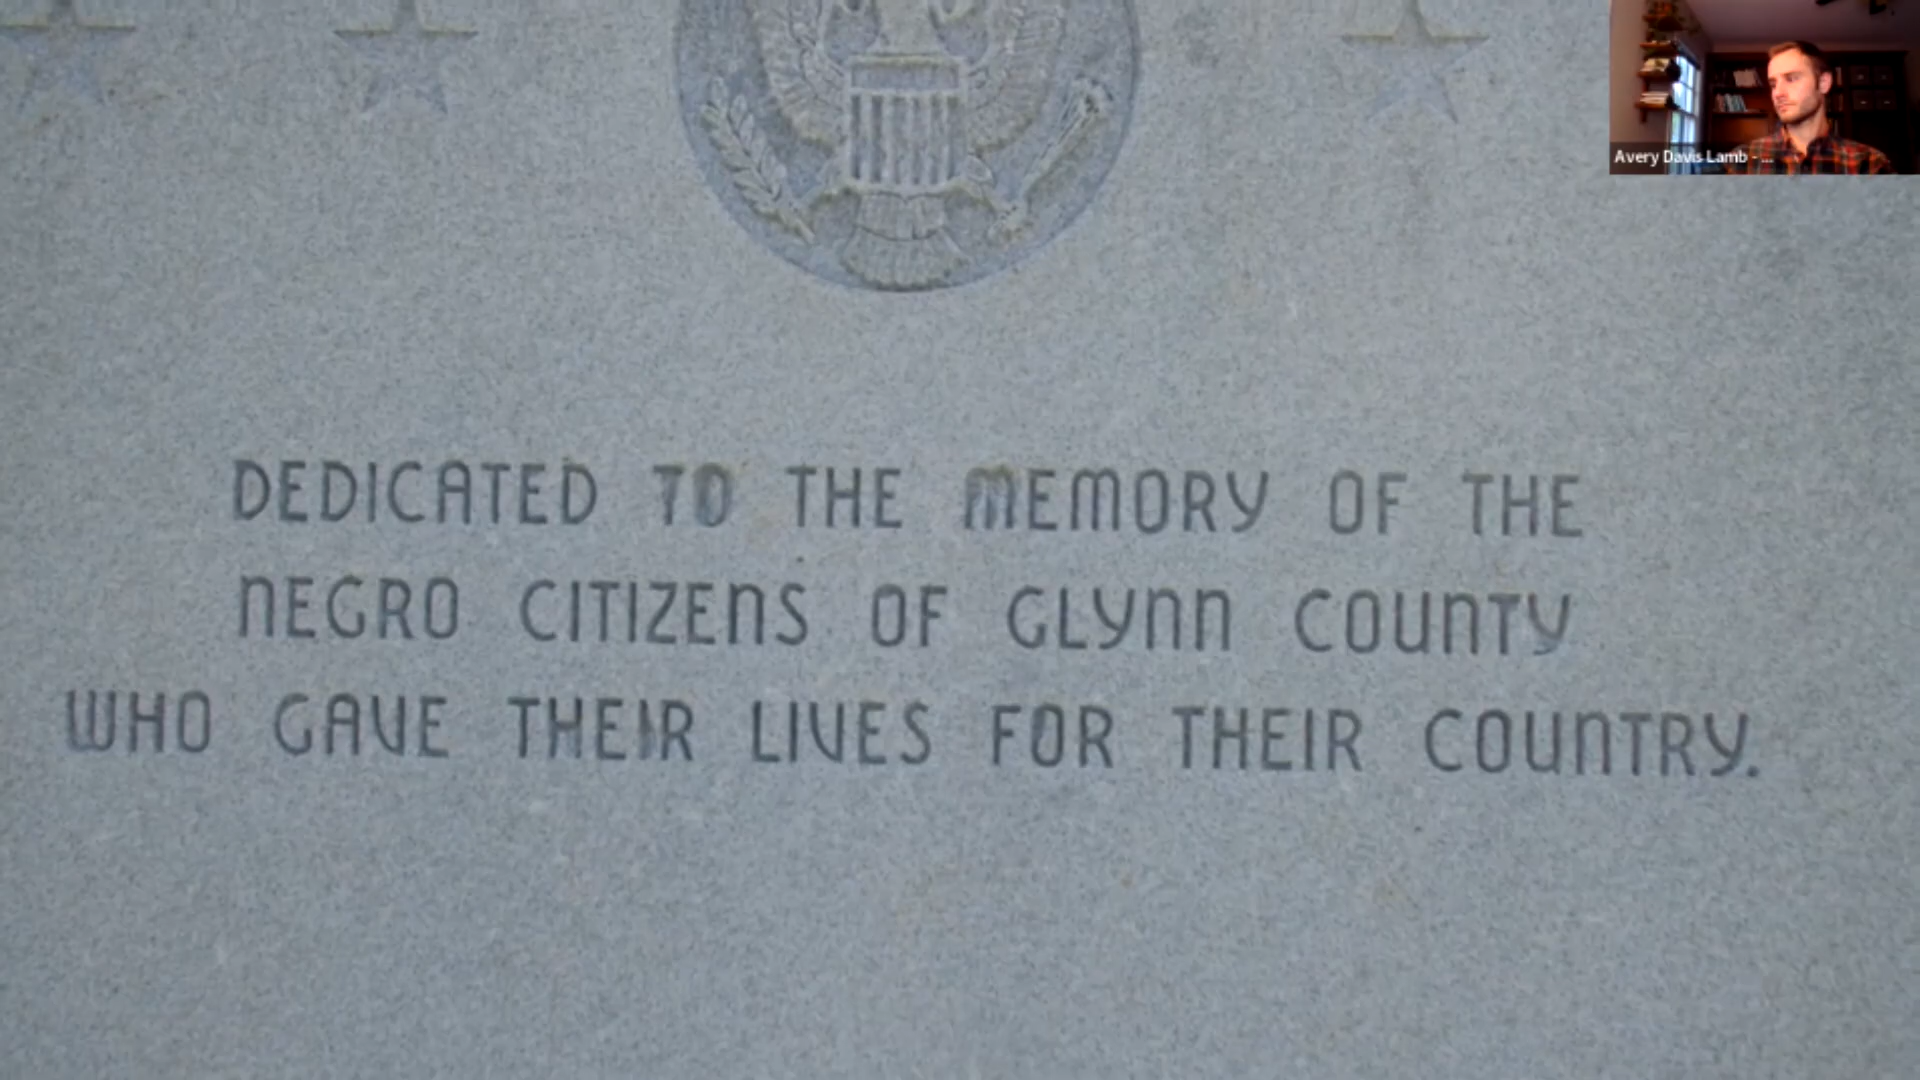 Avery Davis Lamb - ...
DEDICATED TO THE MEMORY OF THE
NEGRO CITIZENS OF GLYNN COUNTY
WHO GAVE THEIR LIVES FOR THEIR COUNTRY.